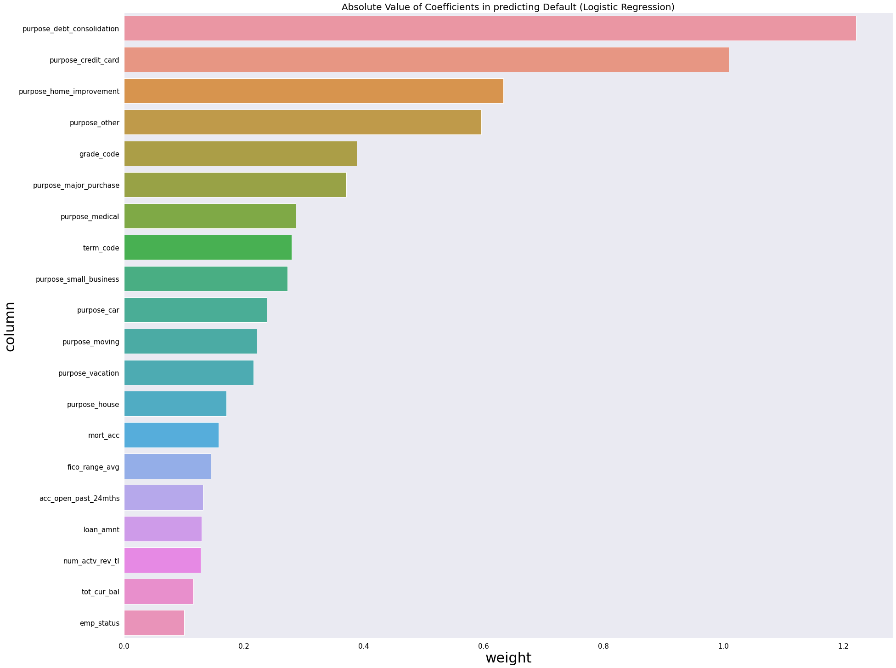 Absolute Value of Coefficients in predicting Default (Logistic Regression)
purpose_debt_consolidation
purpose_credit_card
purpose_home_improvement
purpose_other
grade_code
purpose_major_purchase
purpose_medical
term_code
purpose_small_business
purpose_car
purpose_moving
purpose_vacation
purpose_house
mort_acc
fico_range_avg
acc_open_past_24mths
loan_amnt
num_actv_rev_tl
tot_cur_bal
emp_status
column
0.0 0.2 0.4 0.6 0.8 1.0 1.2
weight